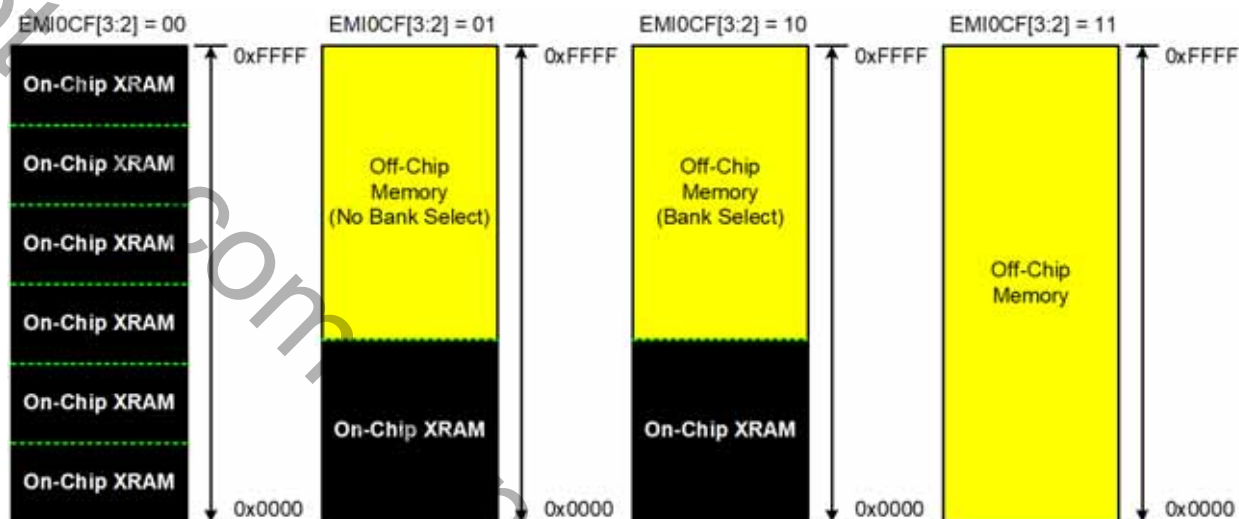 EMI0CF[3:2] = 00
On-Chip XRAM
On-Chip XRAM
On-Chip XRAM
On-Chip XRAM
On-Chip XRAM
On-Chip XRAM
0xFFFF
0x0000
EMI0CF[3:2] = 01
Off-Chip
Memory
(No Bank Select)
On-Chip XRAM
0xFFFF
0x0000
EMI0CF[3:2] = 10
Off-Chip
Memory
(Bank Select)
On-Chip XRAM
0xFFFF
0x0000
EMI0CF[3:2] = 11
Off-Chip
Memory
0xFFFF
0x0000
.com